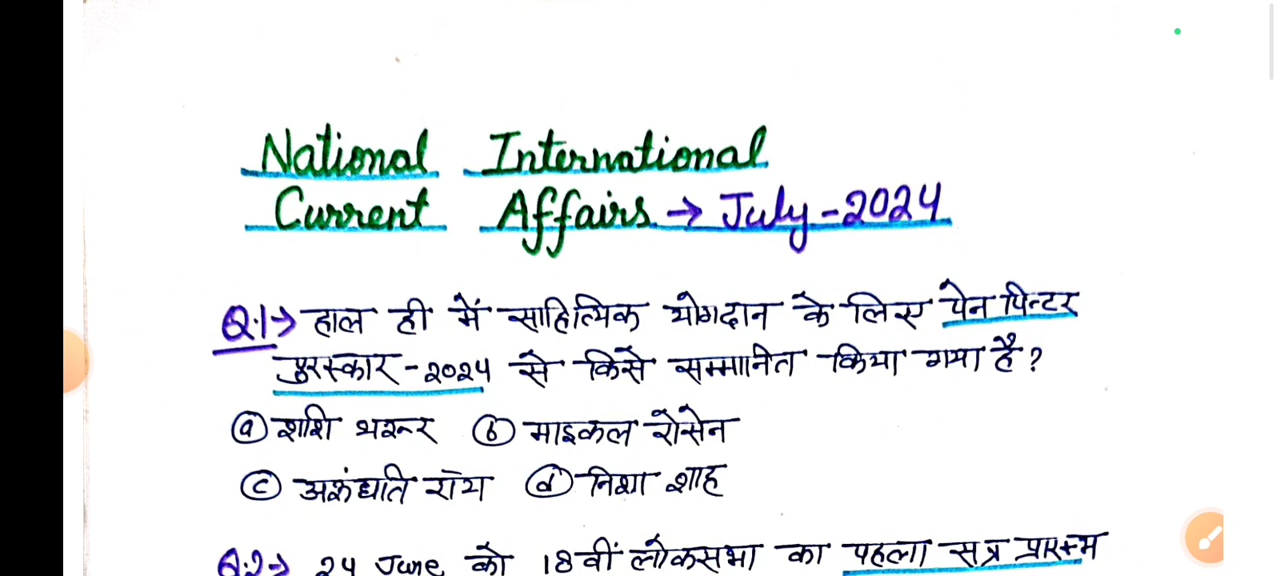 National International
Current Affairs → July-2024
Q.1→ हाल ही में साहित्यिक योगदान के लिए पेन पिन्टर
पुरस्कार-2024 से किसे सम्मानित किया गया है?
(a) शशि थरूर (b) माइकल रोसेन
(c) अरुंधति रॉय (d) निशा शाह
Q.2→ 24 June को 18वीं लोकसभा का पहला सत्र प्रारम्भ